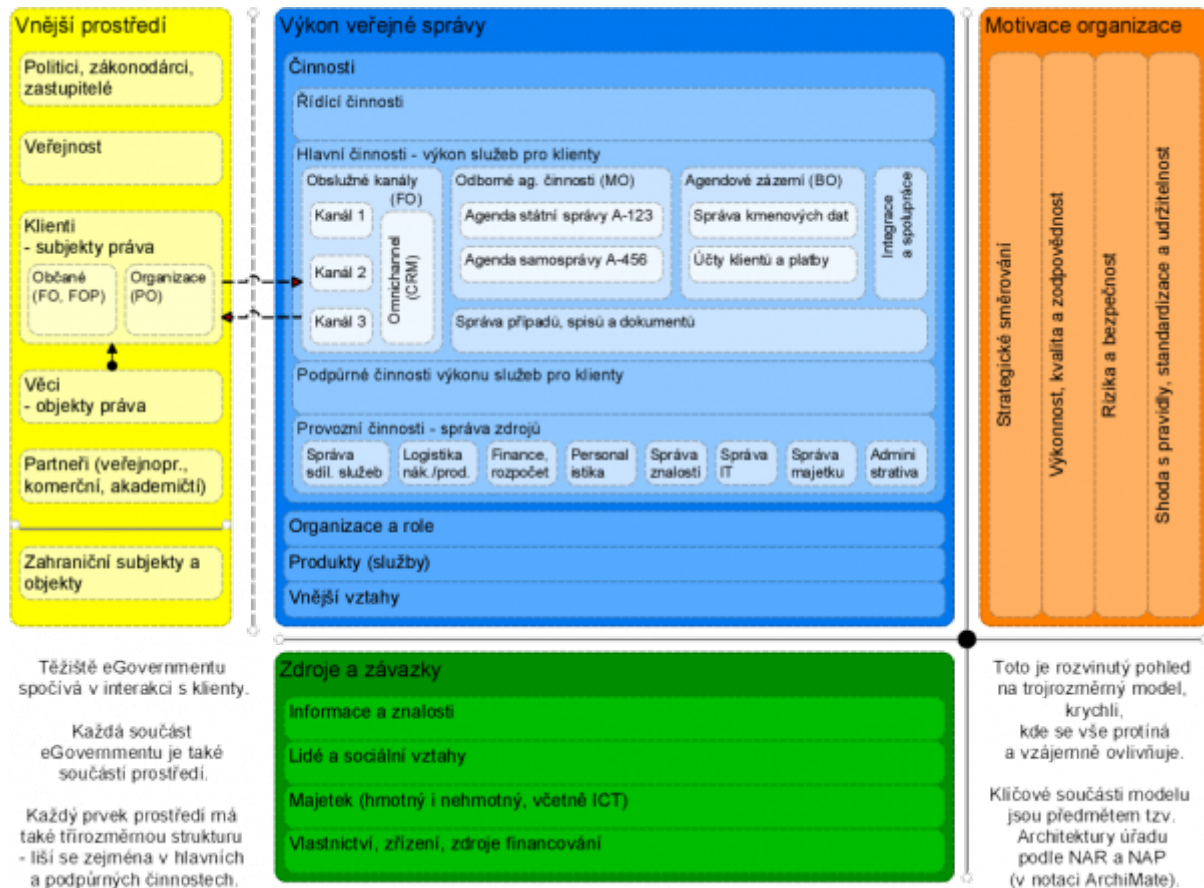 Vnější prostředí
Politici, zákonodárci,
zastupitelé
Veřejnost
Klienti
- subjekty práva
Občané
(FO, FOP)
Organizace
(PO)
Věci
- objekty práva
Partneři (veřejnopr.,
komerční, akademičtí)
Zahraniční subjekty a
objekty
Výkon veřejné správy
Činnosti
Řídící činnosti
Hlavní činnosti - výkon služeb pro klienty
Obslužné kanály
(FO)
Kanál 1
Kanál 2
Kanál 3
Omnichannel
(CRM)
Odborné ag. činnosti (MO)
Agenda státní správy A-123
Agenda samosprávy A-456
Agendové zázemí (BO)
Správa kmenových dat
Účty klientů a platby
Integrace
a spolupráce
Správa případů, spisů a dokumentů
Podpůrné činnosti výkonu služeb pro klienty
Provozní činnosti - správa zdrojů
Správa
sdíl. služeb
Logistika
nák./prod.
Finance,
rozpočet
Personal
istika
Správa
znalostí
Správa
IT
Správa
majetku
Admini
strativa
Organizace a role
Produkty (služby)
Vnější vztahy
Motivace organizace
Strategické směrování
Výkonnost, kvalita a zodpovědnost
Rizika a bezpečnost
Shoda s pravidly, standardizace a udržitelnost
Zdroje a závazky
Informace a znalosti
Lidé a sociální vztahy
Majetek (hmotný i nehmotný, včetně ICT)
Vlastnictví, zřízení, zdroje financování
Těžiště eGovernmentu
spočívá v interakci s klienty.
Každá součást
eGovernmentu je také
součástí prostředí.
Každý prvek prostředí má
také třírozměrnou strukturu
- liší se zejména v hlavních
a podpůrných činnostech.
Toto je rozvinutý pohled
na trojrozměrný model,
krychli,
kde se vše protíná
a vzájemně ovlivňuje.
Klíčové součásti modelu
jsou předmětem tzv.
Architektury úřadu
podle NAR a NAP
(v notaci ArchiMate).